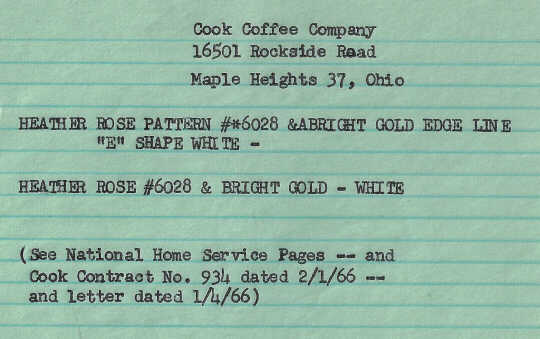 Cook Coffee Company
16501 Rockside Road
Maple Heights 37, Ohio
HEATHER ROSE PATTERN #*6028 &ABRIGHT GOLD EDGE LINE
"E" SHAPE WHITE -
HEATHER ROSE #6028 & BRIGHT GOLD - WHITE
(See National Home Service Pages -- and
Cook Contract No. 934 dated 2/1/66 --
and letter dated 1/4/66)